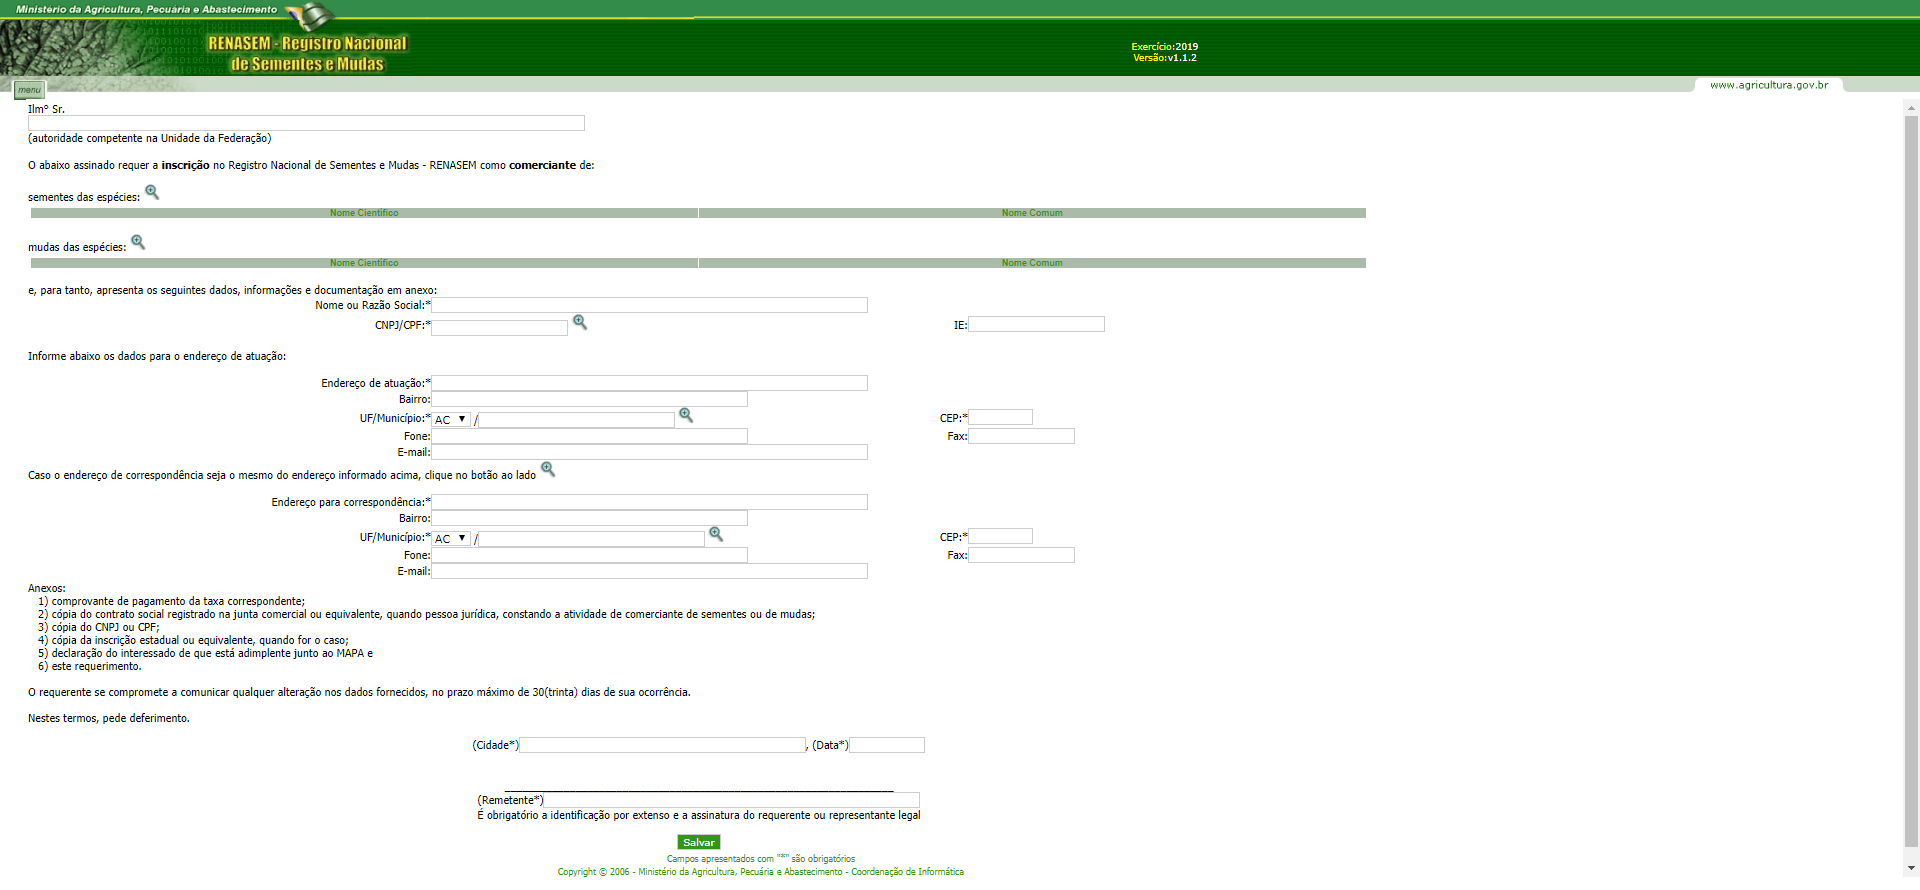 Ministério da Agricultura, Pecuária e Abastecimento
RENASEM - Registro Nacional
de Sementes e Mudas
Exercício:2019
Versão:v1.1.2
menu
www.agricultura.gov.br
Ilmº Sr.
(autoridade competente na Unidade da Federação)
O abaixo assinado requer a inscrição no Registro Nacional de Sementes e Mudas - RENASEM como comerciante de:
sementes das espécies:
Nome Cientifico Nome Comum
mudas das espécies:
Nome Cientifico Nome Comum
e, para tanto, apresenta os seguintes dados, informações e documentação em anexo:
Nome ou Razão Social:*
CNPJ/CPF:* IE:
Informe abaixo os dados para o endereço de atuação:
Endereço de atuação:*
Bairro:
UF/Município:* AC / CEP:*
Fone: Fax:
E-mail:
Caso o endereço de correspondência seja o mesmo do endereço informado acima, clique no botão ao lado
Endereço para correspondência:*
Bairro:
UF/Município:* AC / CEP:*
Fone: Fax:
E-mail:
Anexos:
1) comprovante de pagamento da taxa correspondente;
2) cópia do contrato social registrado na junta comercial ou equivalente, quando pessoa jurídica, constando a atividade de comerciante de sementes ou de mudas;
3) cópia do CNPJ ou CPF;
4) cópia da inscrição estadual ou equivalente, quando for o caso;
5) declaração do interessado de que está adimplente junto ao MAPA e
6) este requerimento.
O requerente se compromete a comunicar qualquer alteração nos dados fornecidos, no prazo máximo de 30(trinta) dias de sua ocorrência.
Nestes termos, pede deferimento.
(Cidade*) , (Data*)
(Remetente*)
É obrigatório a identificação por extenso e a assinatura do requerente ou representante legal
Salvar
Campos apresentados com "*" são obrigatórios
Copyright © 2006 - Ministério da Agricultura, Pecuária e Abastecimento - Coordenação de Informática